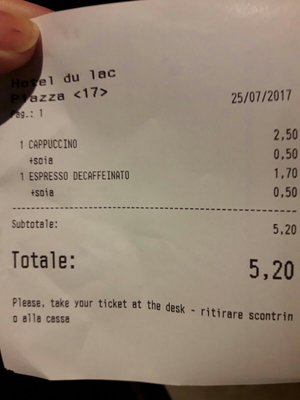 Hotel du lac
Piazza <17>
25/07/2017
Pag.: 1
2,50
1 CAPPUCCINO
+soia 0,50
1 ESPRESSO DECAFFEINATO 1,70
+soia 0,50
Subtotale: 5,20
Totale: 5,20
Please, take your ticket at the desk - ritirare scontrin
o alla cassa